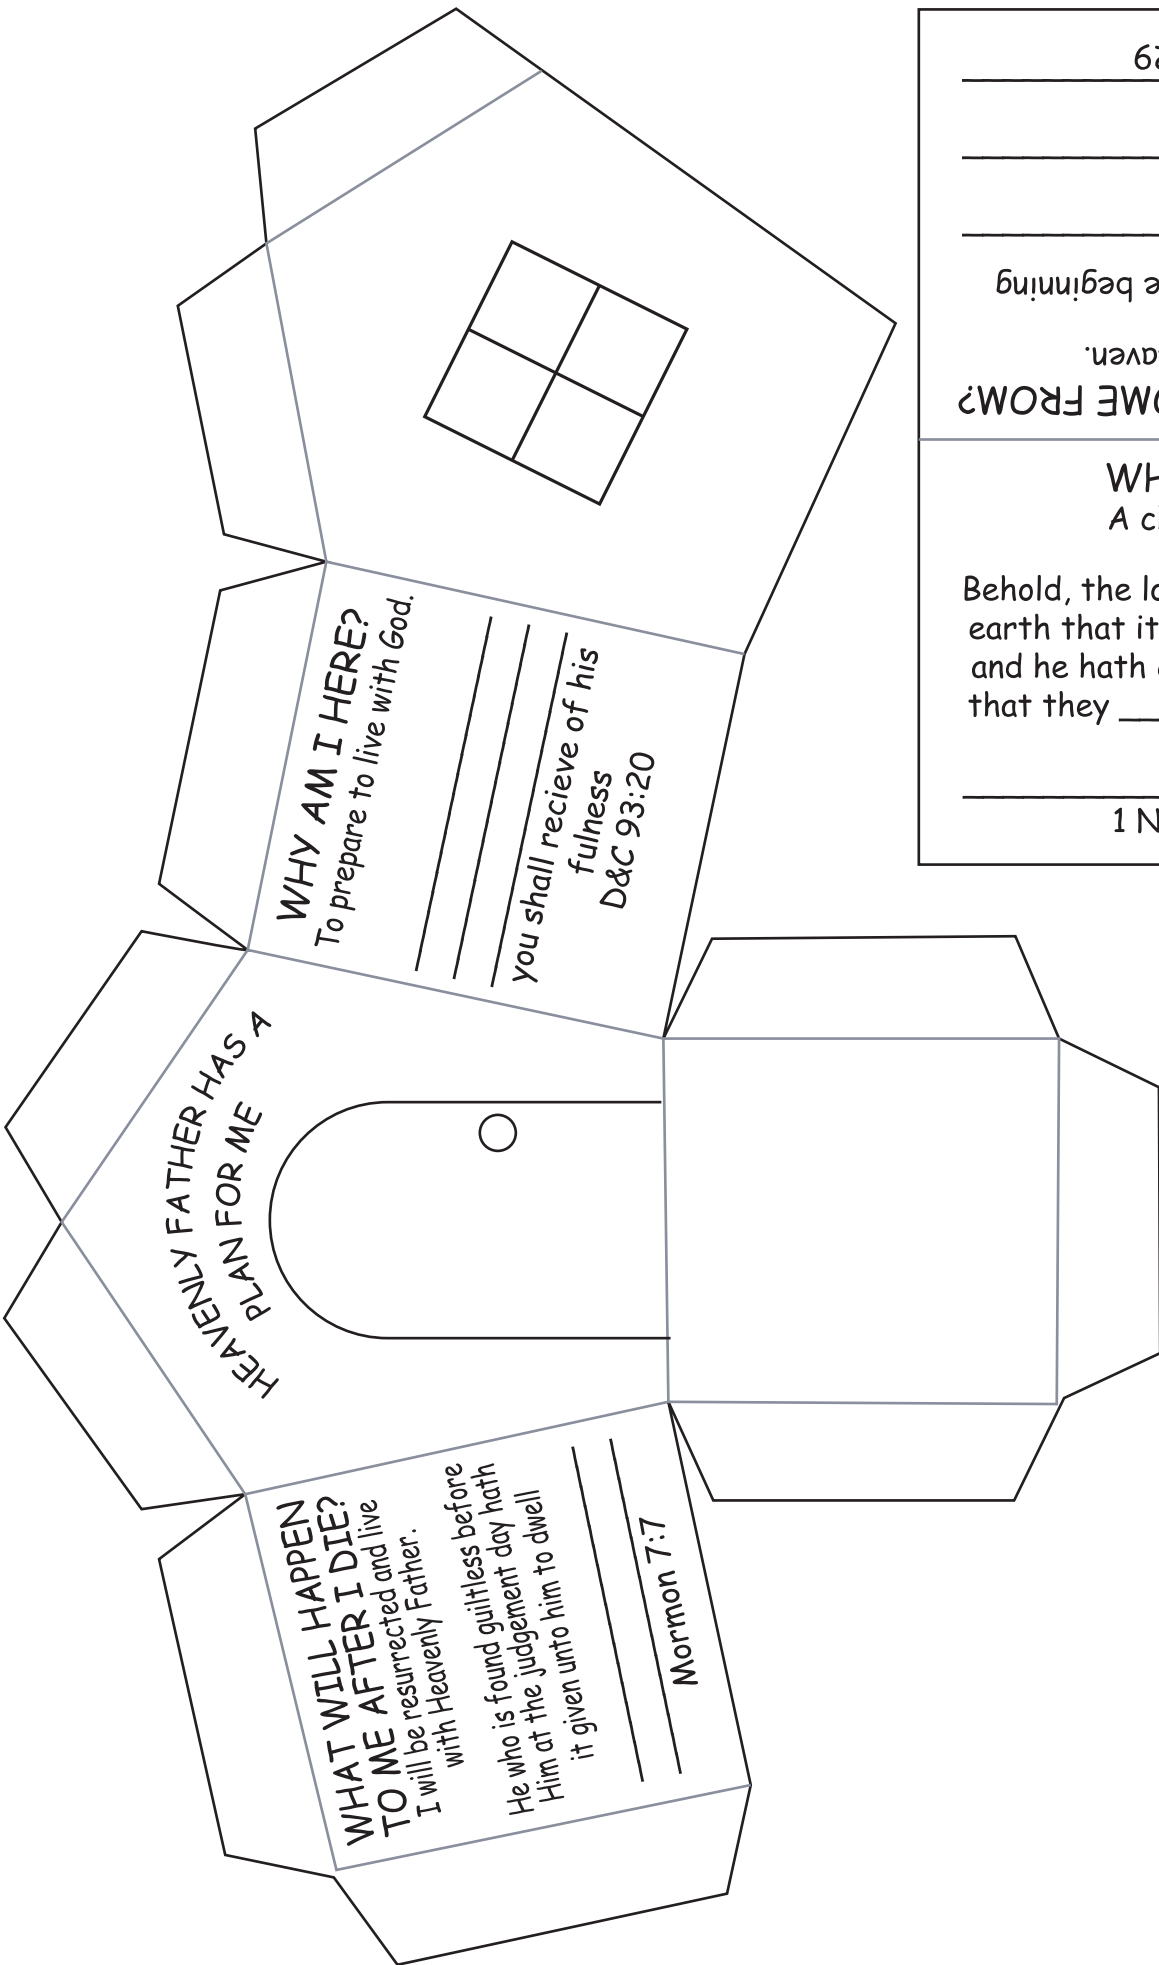 WHY AM I HERE?
To prepare to live with God.
you shall recieve of his
fulness
D&C 93:20
HEAVENLY FATHER HAS A
PLAN FOR ME
WHAT WILL HAPPEN
TO ME AFTER I DIE?
I will be resurrected and live
with Heavenly Father.
He who is found guiltless before
Him at the judgement day hath
it given unto him to dwell
Mormon 7:7
OME FROM?
aven.
e beginning
29
WH
A c
Behold, the lo
earth that it
and he hath
that they __
1 N